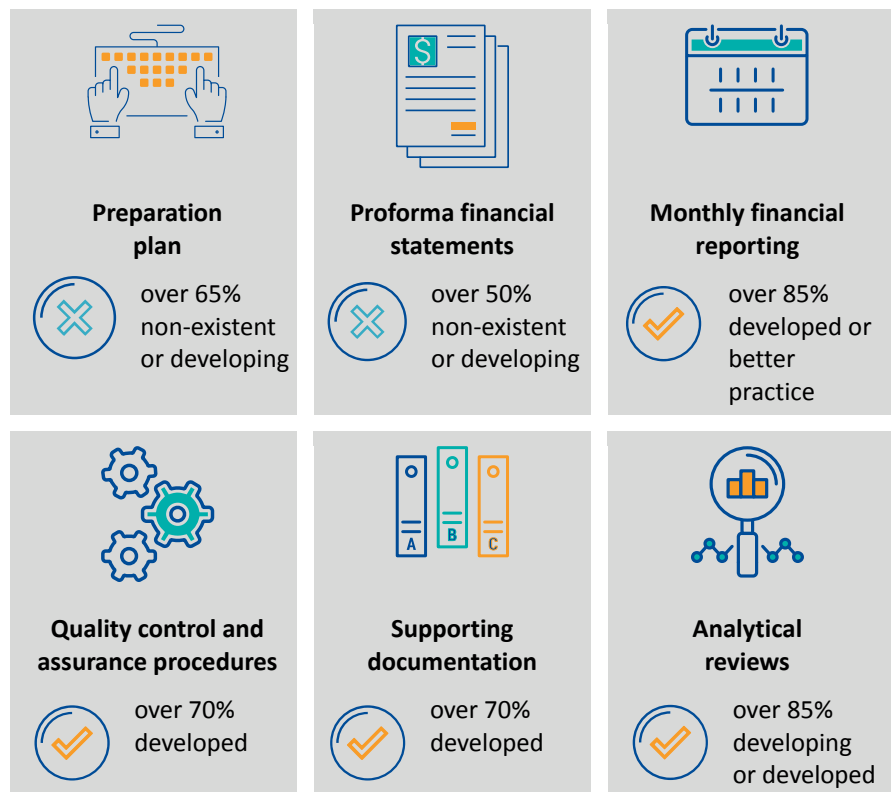 $
Preparation
plan
over 65%
non-existent
or developing
Proforma financial
statements
over 50%
non-existent
or developing
Monthly financial
reporting
over 85%
developed or
better
practice
Quality control and
assurance procedures
over 70%
developed
A B C
Supporting
documentation
over 70%
developed
Analytical
reviews
over 85%
developing
or developed